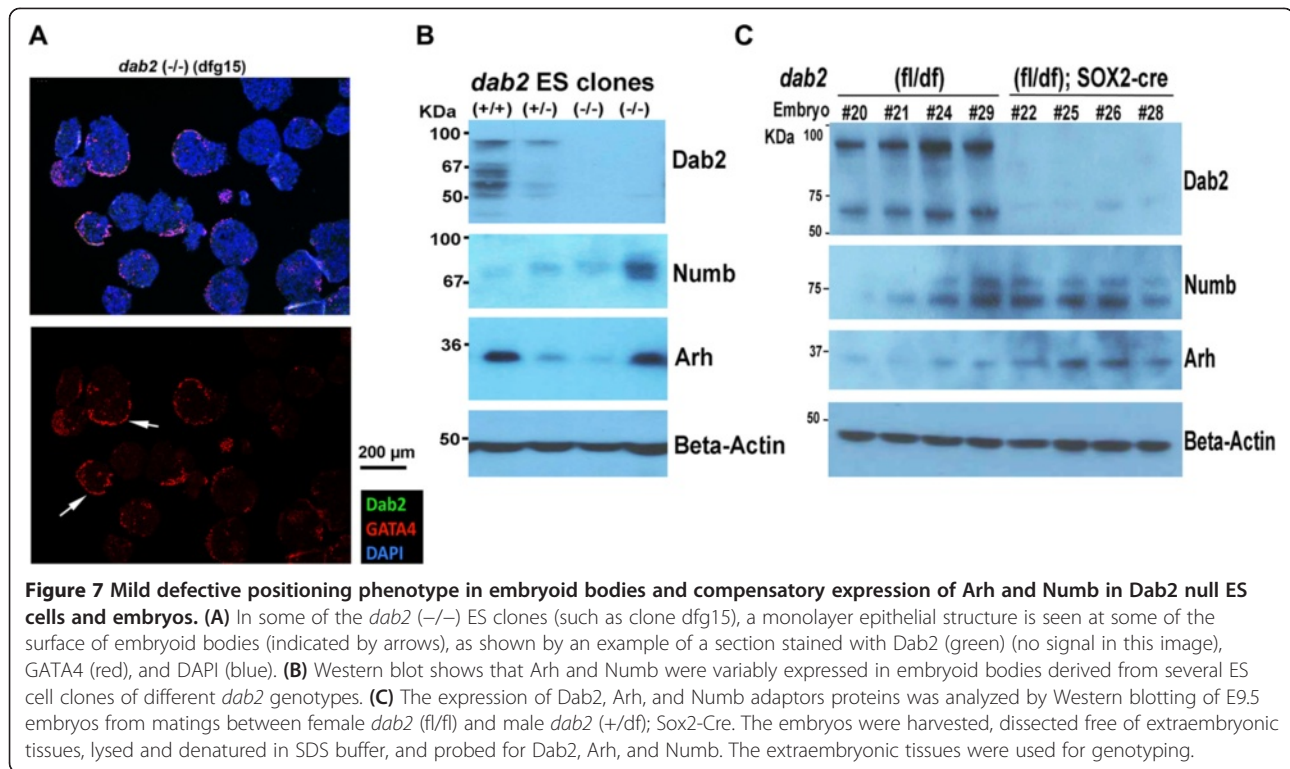 A
dab2 (-/-) (dfg15)
200 µm
Dab2
GATA4
DAPI
B
dab2 ES clones
KDa (+/+) (+/-) (-/-) (-/-)
100
67
50
Dab2
100
67
Numb
36
Arh
50
Beta-Actin
C
dab2 (fl/df) (fl/df); SOX2-cre
Embryo #20 #21 #24 #29 #22 #25 #26 #28
KDa 100
75
50
Dab2
75
Numb
37
Arh
50
Beta-Actin
Figure 7 Mild defective positioning phenotype in embryoid bodies and compensatory expression of Arh and Numb in Dab2 null ES
cells and embryos. (A) In some of the dab2 (−/−) ES clones (such as clone dfg15), a monolayer epithelial structure is seen at some of the
surface of embryoid bodies (indicated by arrows), as shown by an example of a section stained with Dab2 (green) (no signal in this image),
GATA4 (red), and DAPI (blue). (B) Western blot shows that Arh and Numb were variably expressed in embryoid bodies derived from several ES
cell clones of different dab2 genotypes. (C) The expression of Dab2, Arh, and Numb adaptors proteins was analyzed by Western blotting of E9.5
embryos from matings between female dab2 (fl/fl) and male dab2 (+/df); Sox2-Cre. The embryos were harvested, dissected free of extraembryonic
tissues, lysed and denatured in SDS buffer, and probed for Dab2, Arh, and Numb. The extraembryonic tissues were used for genotyping.